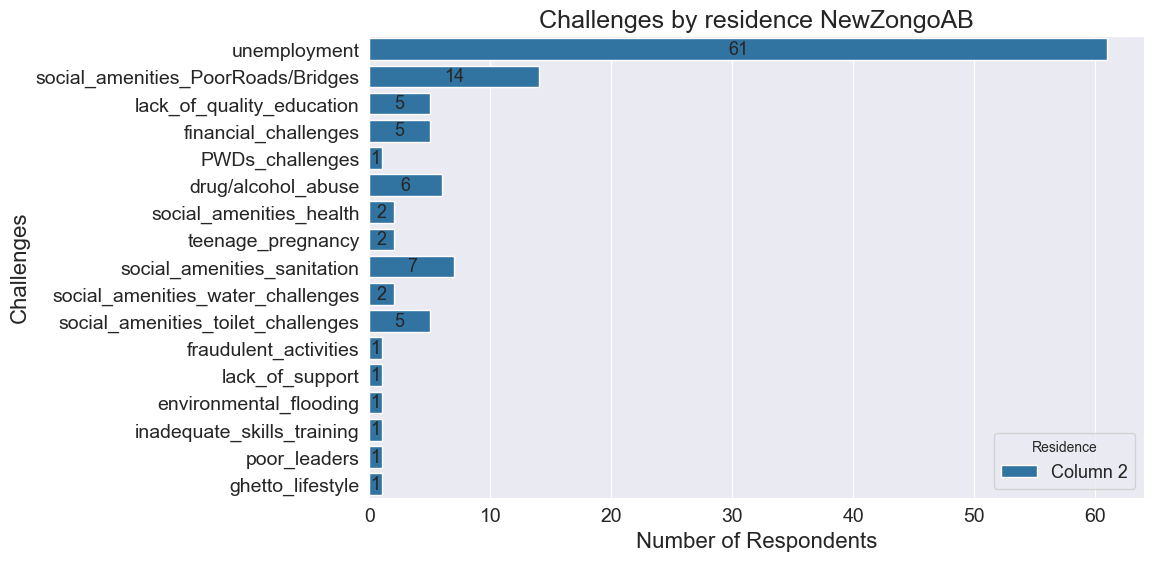 Challenges by residence NewZongoAB
Challenges
unemployment 61
social_amenities_PoorRoads/Bridges 14
lack_of_quality_education 5
financial_challenges 5
PWDs_challenges 1
drug/alcohol_abuse 6
social_amenities_health 2
teenage_pregnancy 2
social_amenities_sanitation 7
social_amenities_water_challenges 2
social_amenities_toilet_challenges 5
fraudulent_activities 1
lack_of_support 1
environmental_flooding 1
inadequate_skills_training 1
poor_leaders 1
ghetto_lifestyle 1
Residence
Column 2
0 10 20 30 40 50 60
Number of Respondents